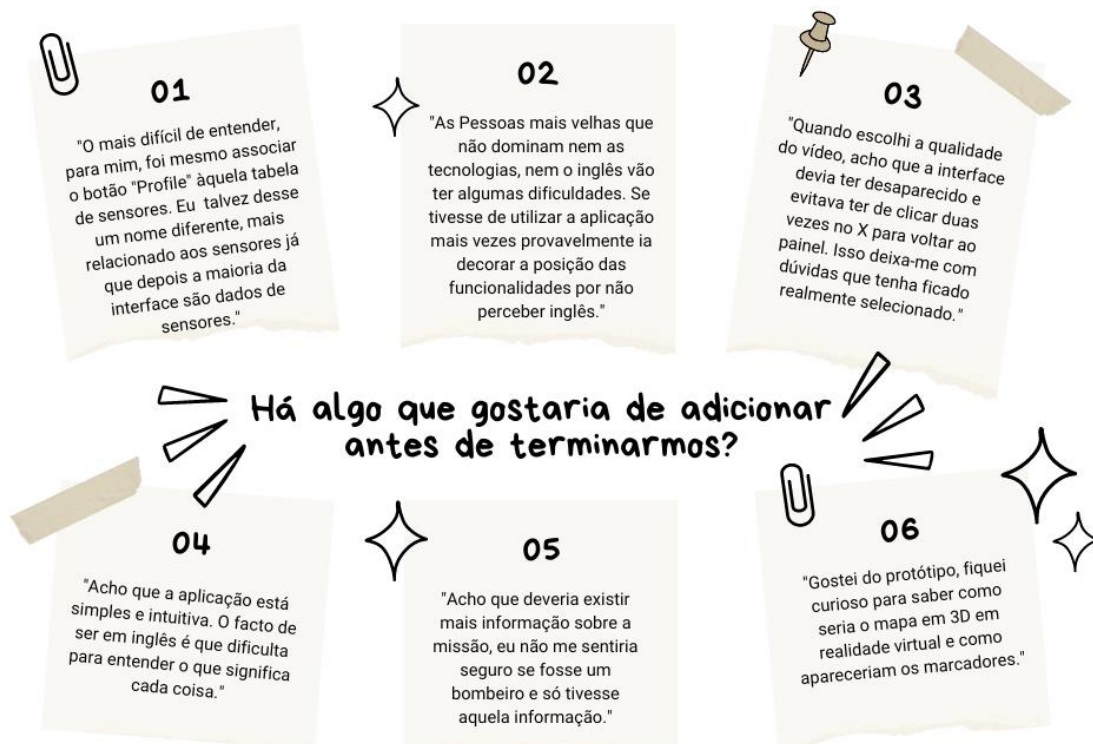 01
"O mais difícil de entender,
para mim, foi mesmo associar
o botão "Profile" àquela tabela
de sensores. Eu talvez desse
um nome diferente, mais
relacionado aos sensores já
que depois a maioria da
interface são dados de
sensores."
02
"As Pessoas mais velhas que
não dominam nem as
tecnologias, nem o inglês vão
ter algumas dificuldades. Se
tivesse de utilizar a aplicação
mais vezes provavelmente ia
decorar a posição das
funcionalidades por não
perceber inglês."
03
"Quando escolhi a qualidade
do vídeo, acho que a interface
devia ter desaparecido e
evitava ter de clicar duas
vezes no X para voltar ao
painel. Isso deixa-me com
dúvidas que tenha ficado
realmente selecionado."
Há algo que gostaria de adicionar
antes de terminarmos?
04
"Acho que a aplicação está
simples e intuitiva. O facto de
ser em inglês é que dificulta
para entender o que significa
cada coisa."
05
"Acho que deveria existir
mais informação sobre a
missão, eu não me sentiria
seguro se fosse um
bombeiro e só tivesse
aquela informação."
06
"Gostei do protótipo, fiquei
curioso para saber como
seria o mapa em 3D em
realidade virtual e como
apareceriam os marcadores."